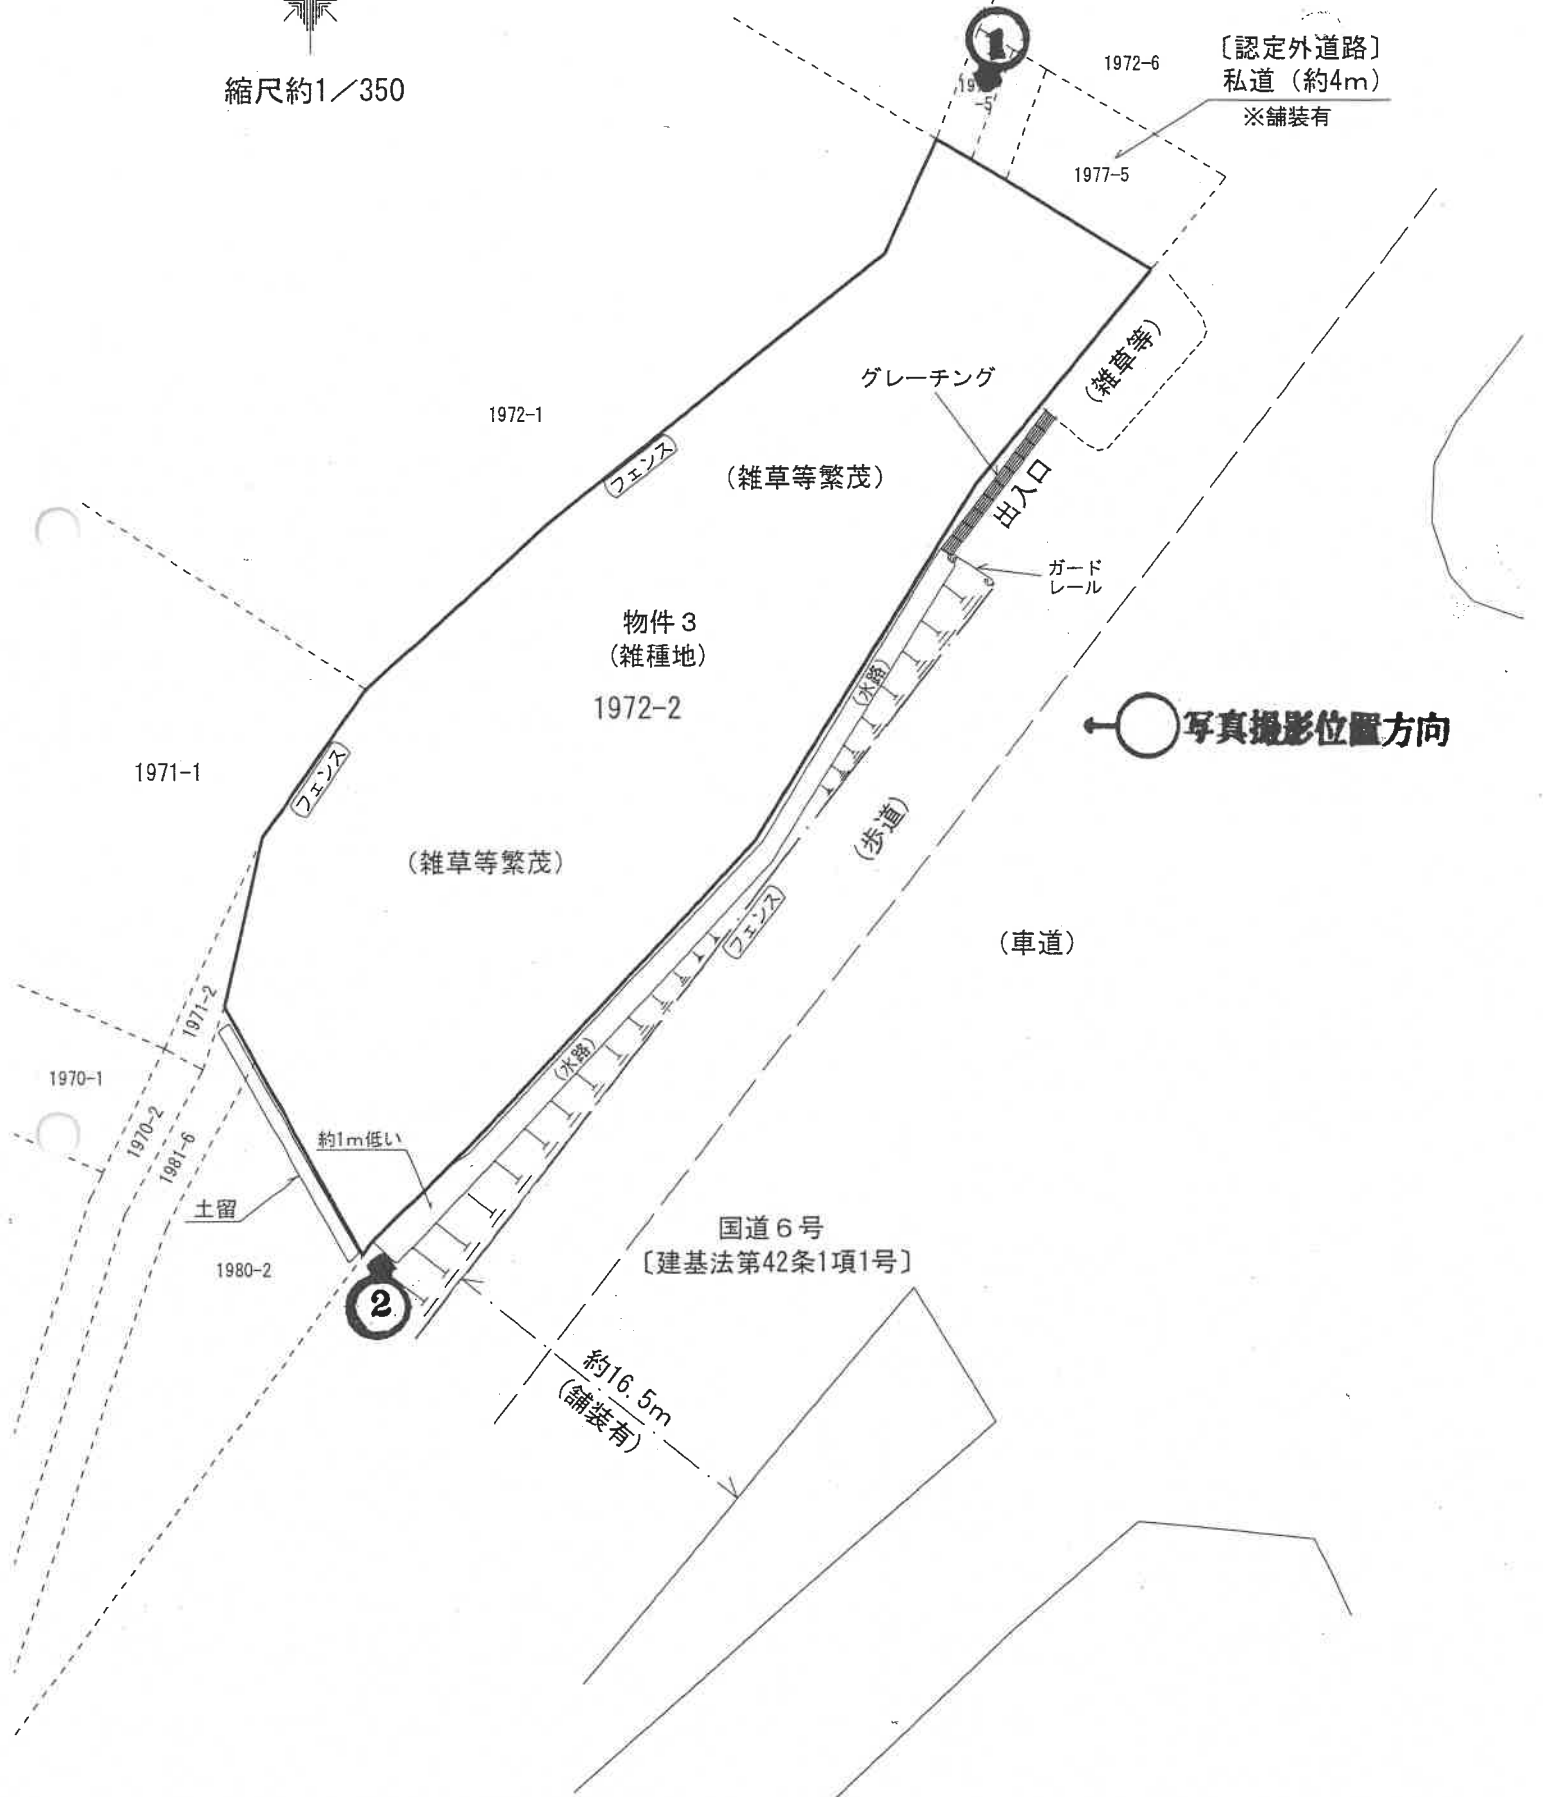 縮尺約1／350
1
1972-6
〔認定外道路〕
私道（約4m）
※舗装有
-5
1977-5
（雑草等）
グレーチング
1972-1
フェンス
（雑草等繁茂）
出入口
ガード
レール
物件３
（雑種地）
1972-2
（水路）
写真撮影位置方向
1971-1
フェンス
（歩道）
（雑草等繁茂）
フェンス
（車道）
1971-2
（水路）
1970-1
1970-2
1981-6
約1m低い
土留
国道６号
〔建基法第42条1項1号〕
1980-2
2
約16.5m
（舗装有）